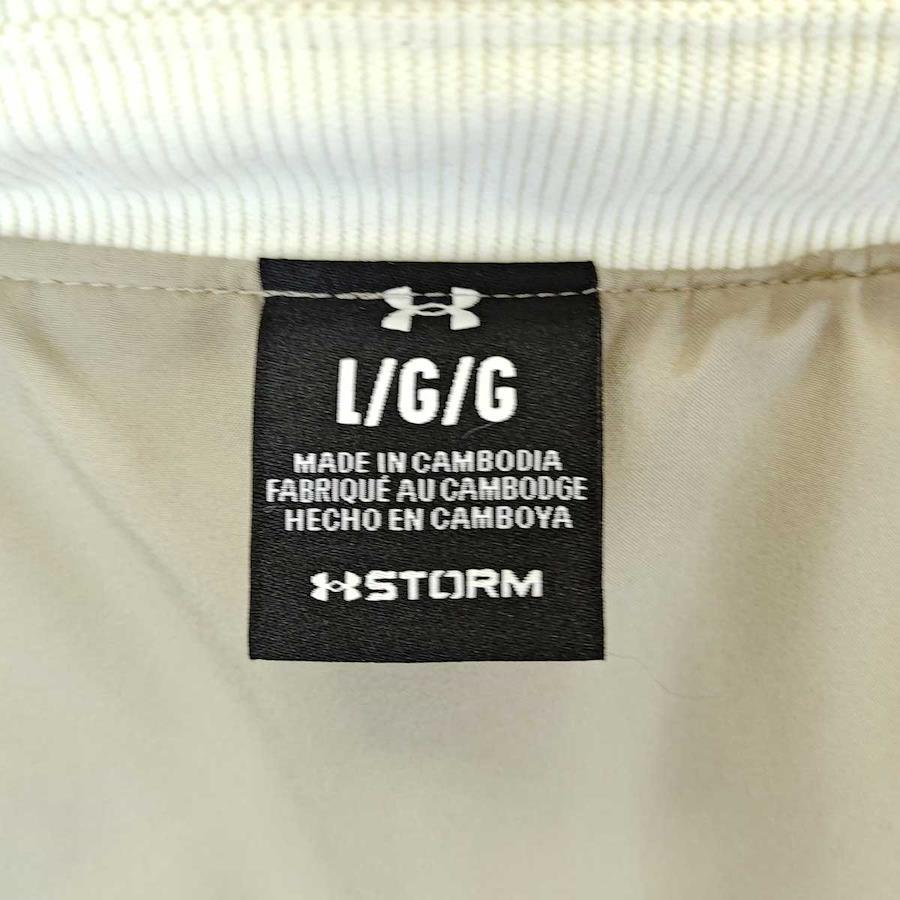 L/G/G
MADE IN CAMBODIA
FABRIQUÉ AU CAMBODGE
HECHO EN CAMBOYA
STORM